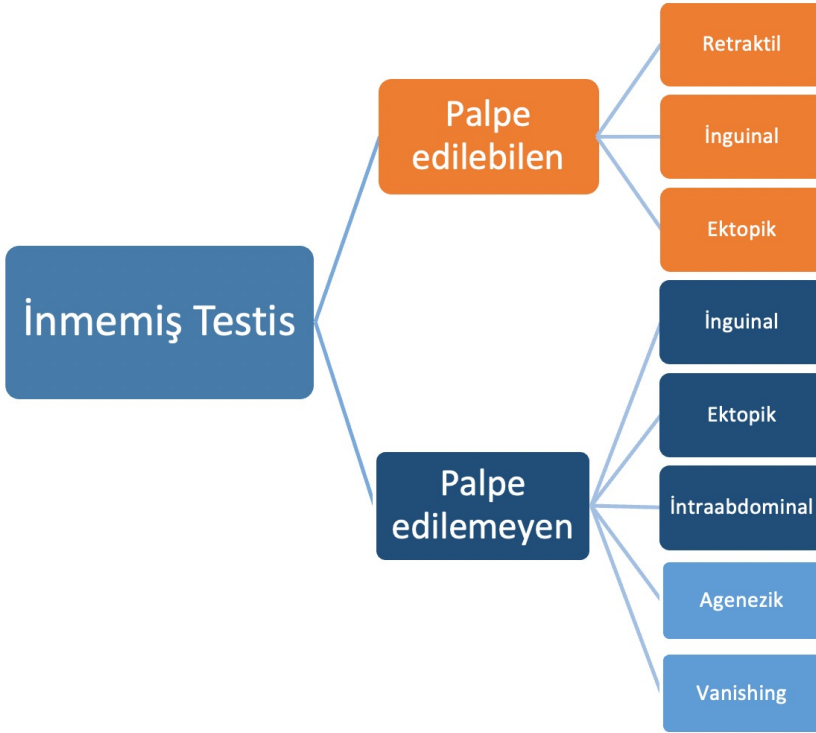 İnmemiş Testis
Palpe
edilebilen
Retraktil
İnguinal
Ektopik
Palpe
edilemeyen
İnguinal
Ektopik
İntraabdominal
Agenezik
Vanishing